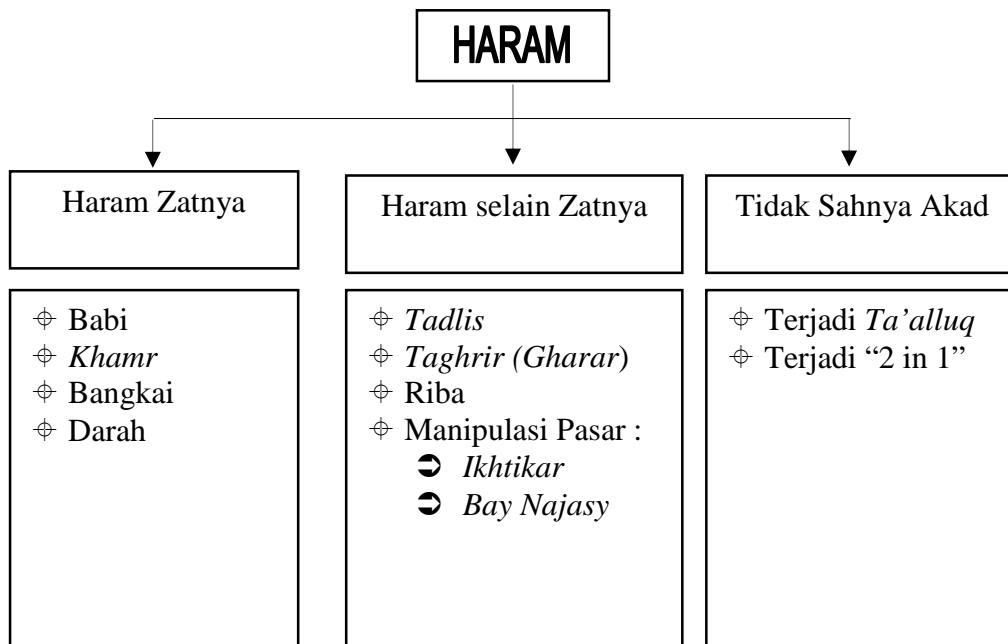 HARAM
Haram Zatnya
Haram selain Zatnya
Tidak Sahnya Akad
Babi
Khamr
Bangkai
Darah
Tadlis
Taghrir (Gharar)
Riba
Manipulasi Pasar :
Ikhtikar
Bay Najasy
Terjadi Ta’alluq
Terjadi “2 in 1”